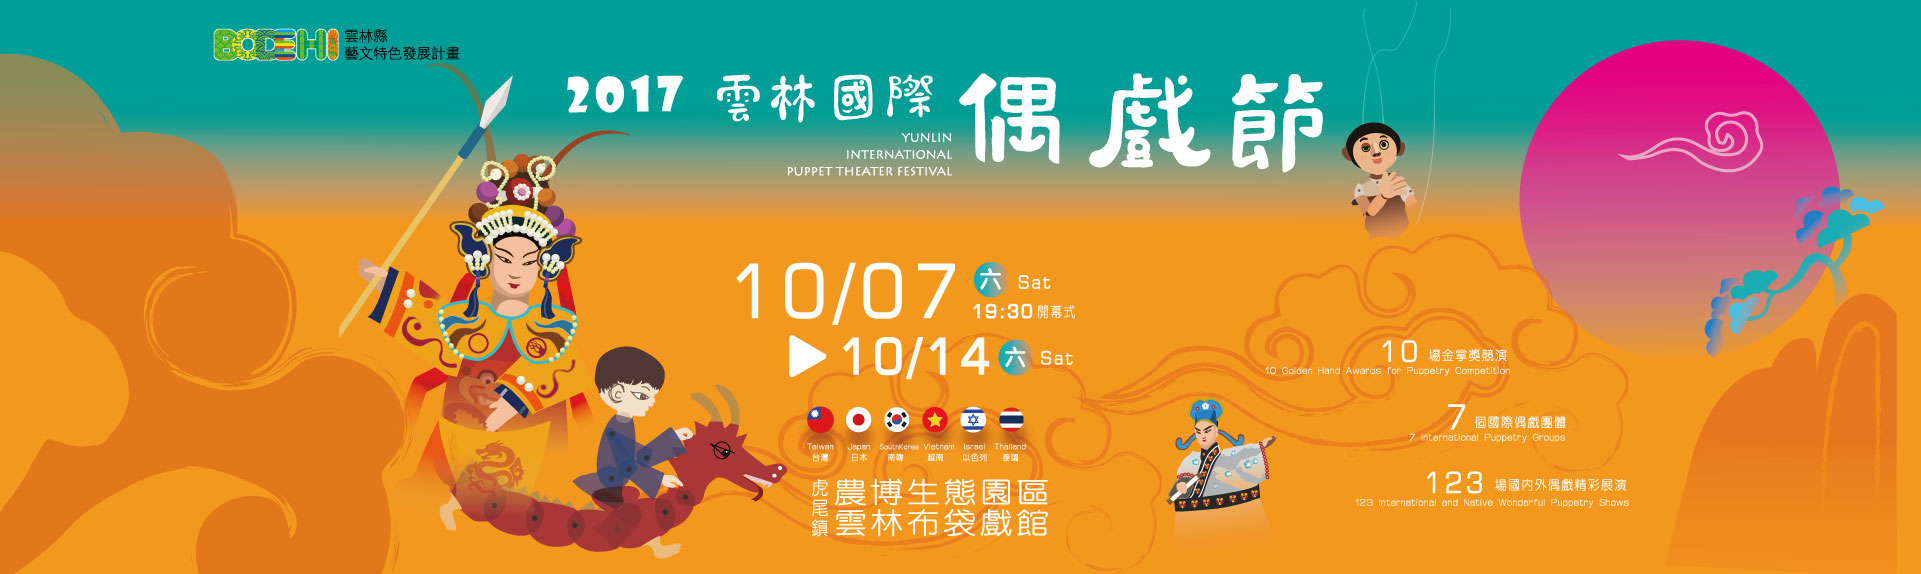 BODEHI
雲林縣
藝文特色發展計畫
2017 雲林國際偶戲節
YUNLIN
INTERNATIONAL
PUPPET THEATER FESTIVAL
10/07 六 Sat
19:30 開幕式
10/14 六 Sat
Taiwan Japan SouthKorea Vietnam Israel Thailand
台灣 日本 南韓 越南 以色列 泰國
虎尾鎮
農博生態園區
雲林布袋戲館
10 場金掌獎競演
10 Golden Hand Awards for Puppetry Competition
7 個國際偶戲團體
7 International Puppetry Groups
123 場國內外偶戲精彩展演
123 International and Native Wonderful Puppetry Shows